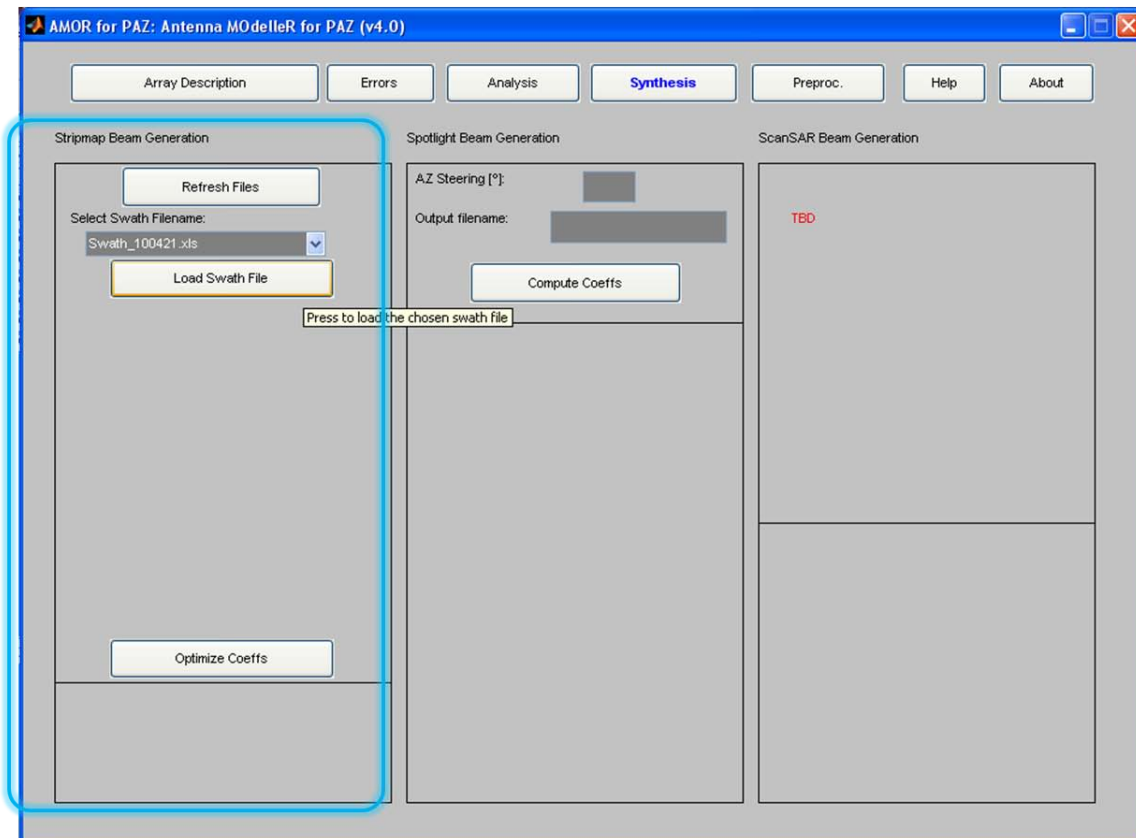 AMOR for PAZ: Antenna MOdelleR for PAZ (v4.0)
Array Description
Errors
Analysis
Synthesis
Preproc.
Help
About
Stripmap Beam Generation
Refresh Files
Select Swath Filename:
Swath_100421.xls
Load Swath File
Press to load the chosen swath file
Optimize Coeffs
Spotlight Beam Generation
AZ Steering [°]:
Output filename:
Compute Coeffs
ScanSAR Beam Generation
TBD